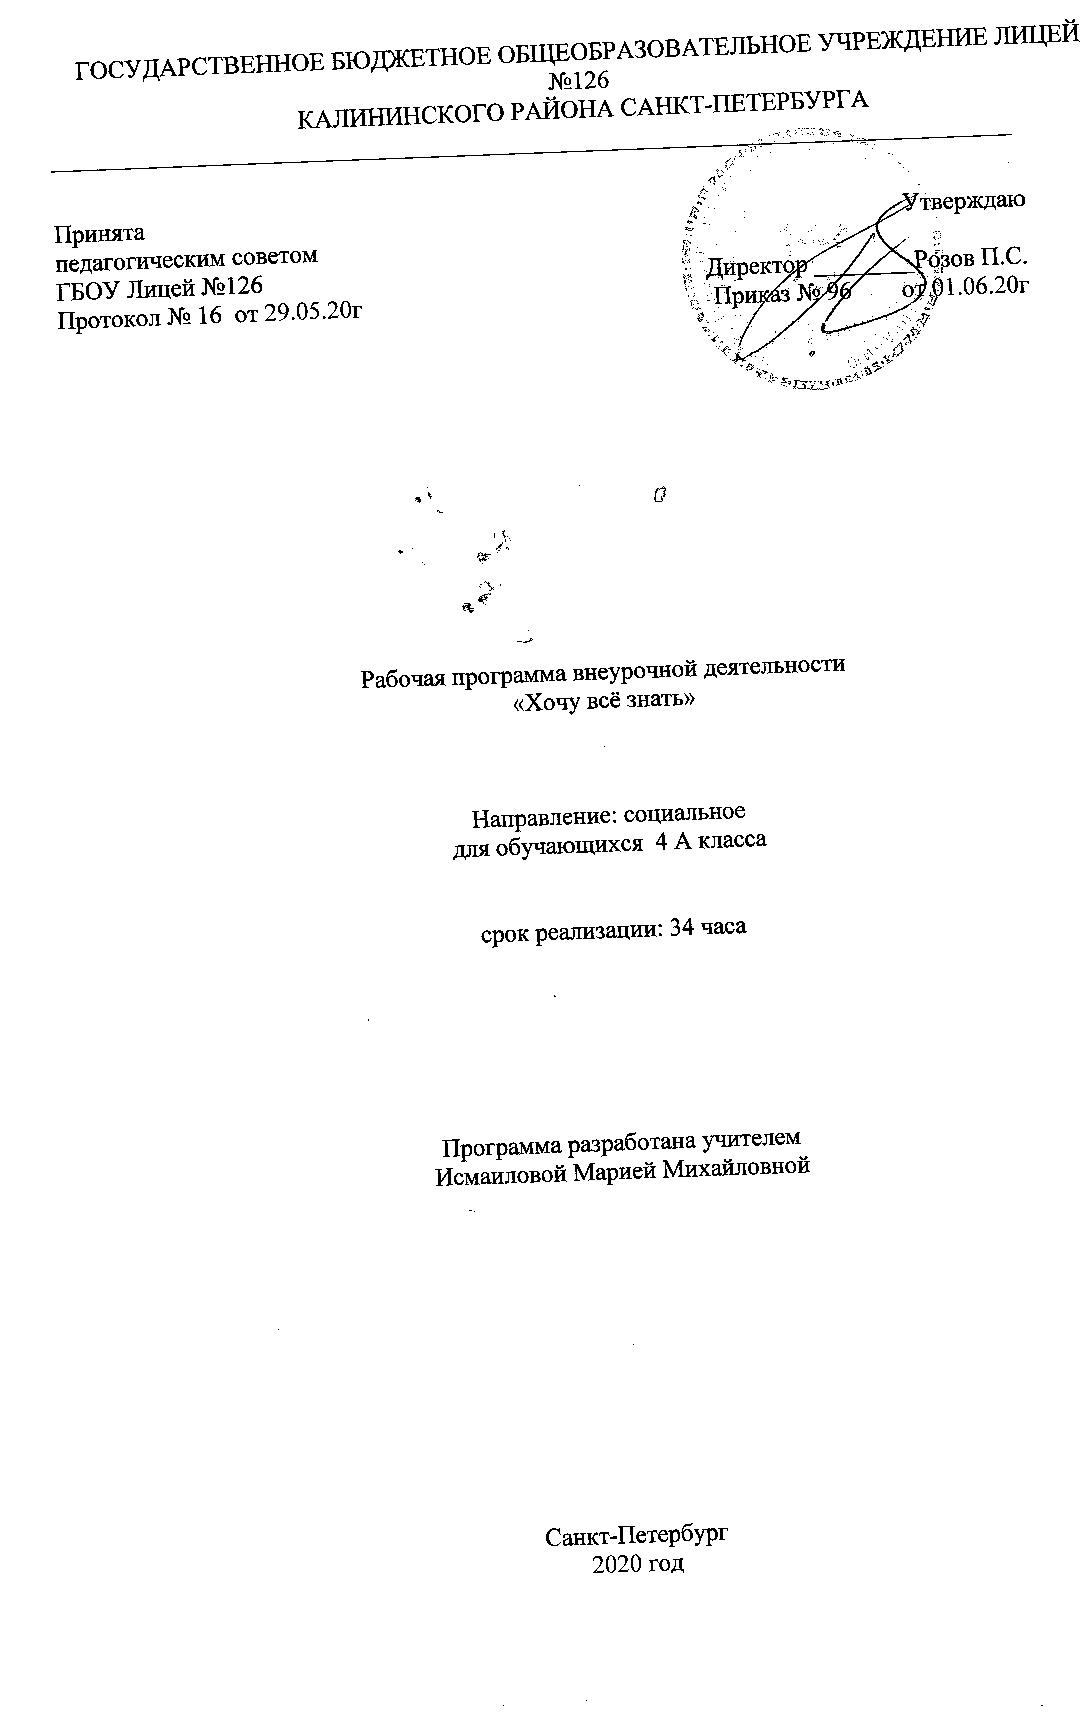 ГОСУДАРСТВЕННОЕ БЮДЖЕТНОЕ ОБЩЕОБРАЗОВАТЕЛЬНОЕ УЧРЕЖДЕНИЕ ЛИЦЕЙ
№126
КАЛИНИНСКОГО РАЙОНА САНКТ-ПЕТЕРБУРГА
Принята
педагогическим советом
ГБОУ Лицей №126
Протокол № 16 от 29.05.20г
Утверждаю
Директор ________Розов П.С.
Приказ № 96 от 01.06.20г
Рабочая программа внеурочной деятельности
«Хочу всё знать»
Направление: социальное
для обучающихся 4 А класса
срок реализации: 34 часа
Программа разработана учителем
Исмаиловой Марией Михайловной
Санкт-Петербург
2020 год